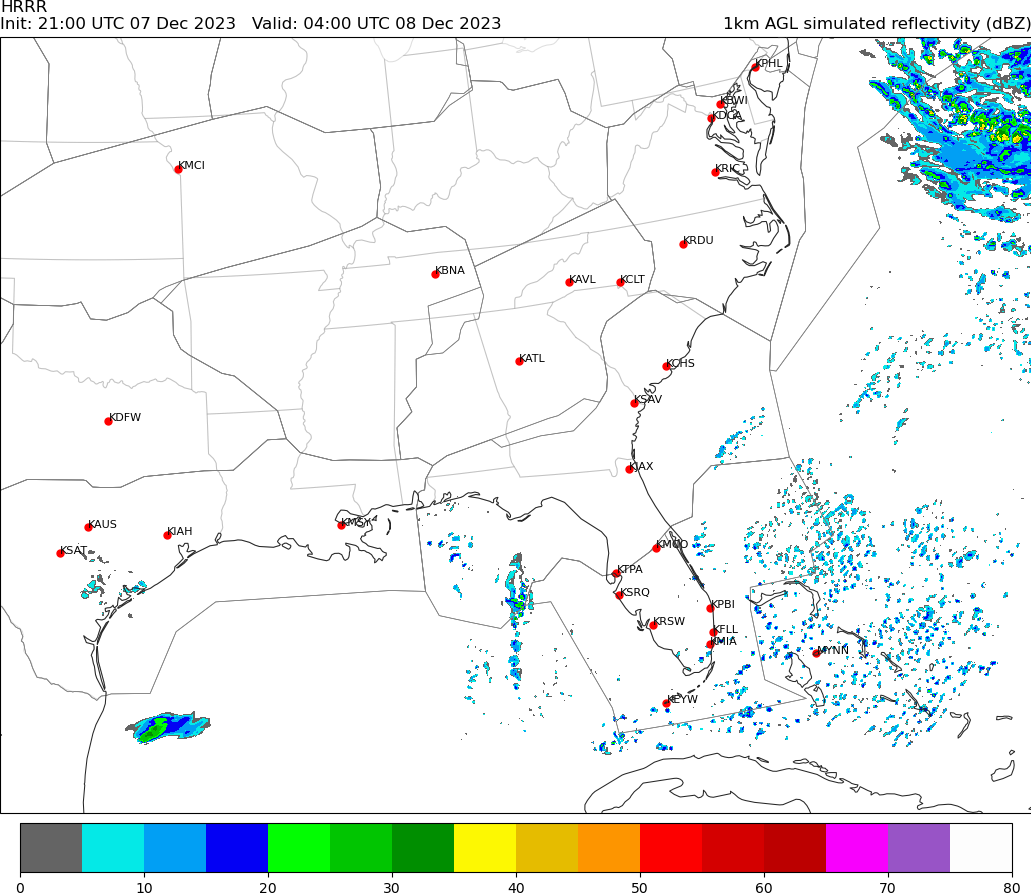 HRRR
Init: 21:00 UTC 07 Dec 2023   Valid: 04:00 UTC 08 Dec 2023   1km AGL simulated reflectivity (dBZ)
KPHL
KBWI
KDCA
KMCI
KRIC
KRDU
KBNA
KAVL
KCLT
KATL
KCHS
KSAV
KDFW
KJAX
KAUS
KMSY
KIAH
KSAT
KMCO
KTPA
KSRQ
KPBI
KRSW
KFLL
KMIA
MYNN
KEYW
0 10 20 30 40 50 60 70 80